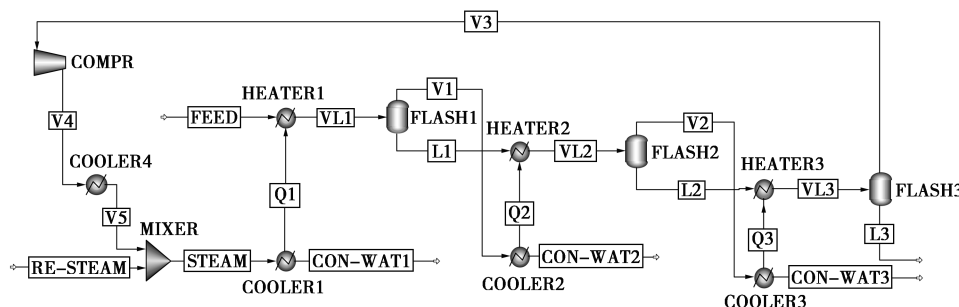 V3
COMPR
HEATER1
V1
FEED
VL1
FLASH1
V4
HEATER2
V2
L1
VL2
FLASH2
COOLER4
HEATER3
Q1
L2
VL3
FLASH3
V5
MIXER
Q2
Q3
L3
RE-STEAM
STEAM
CON-WAT1
CON-WAT2
COOLER1
COOLER2
CON-WAT3
COOLER3